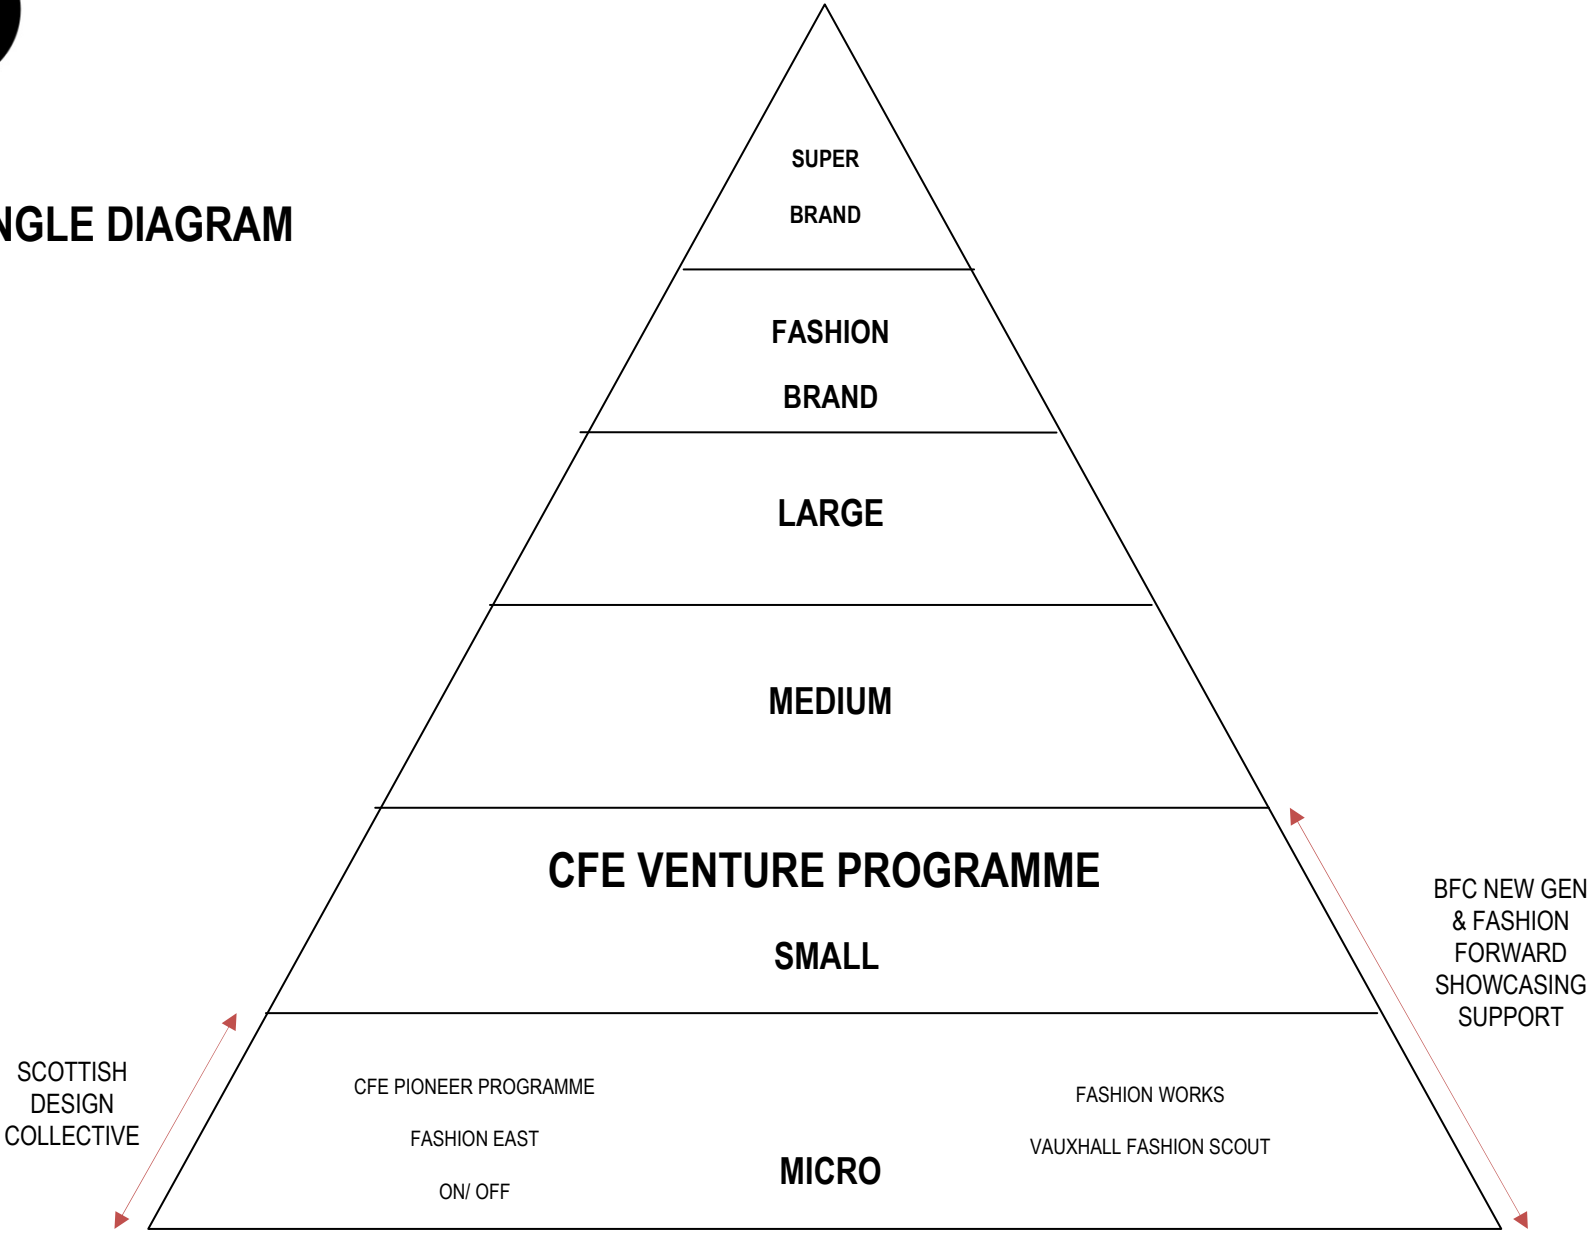 SUPER
BRAND
NGLE DIAGRAM
FASHION
BRAND
LARGE
MEDIUM
CFE VENTURE PROGRAMME
SMALL
BFC NEW GEN
& FASHION
FORWARD
SHOWCASING
SUPPORT
SCOTTISH
DESIGN
COLLECTIVE
CFE PIONEER PROGRAMME
FASHION EAST
ON/ OFF
FASHION WORKS
VAUXHALL FASHION SCOUT
MICRO